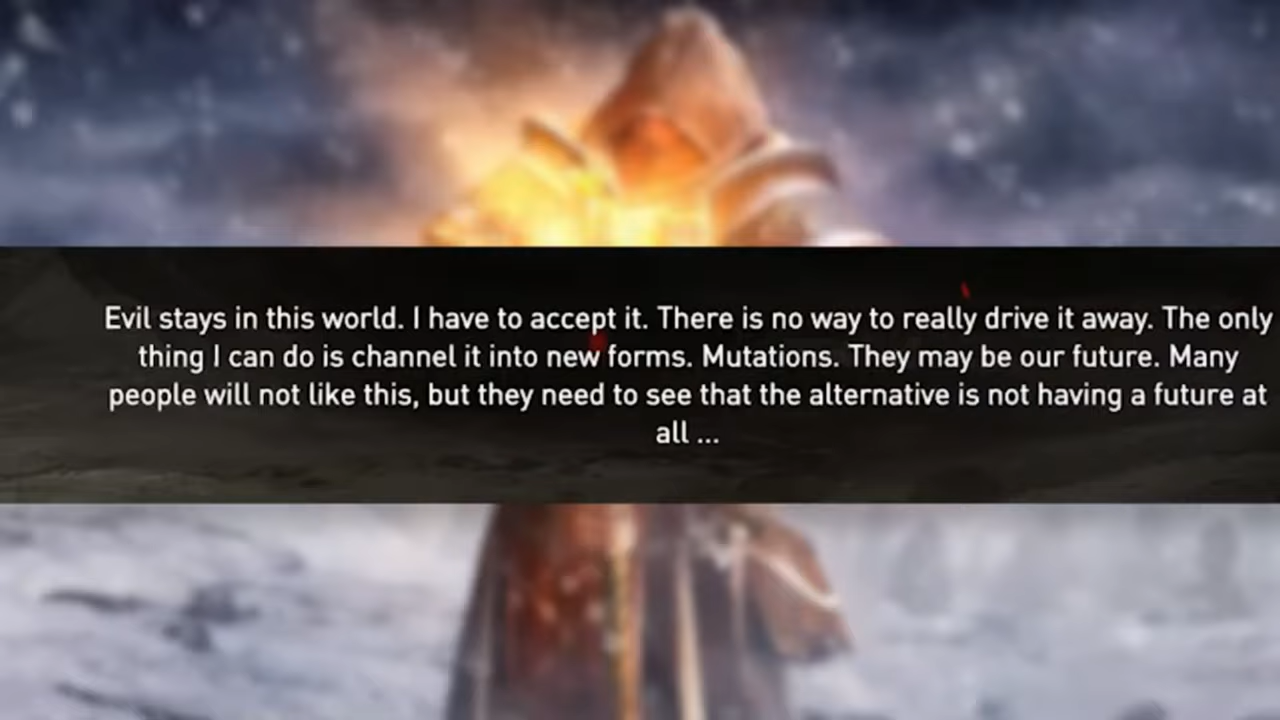 Evil stays in this world. I have to accept it. There is no way to really drive it away. The only
thing I can do is channel it into new forms. Mutations. They may be our future. Many
people will not like this, but they need to see that the alternative is not having a future at
all ...